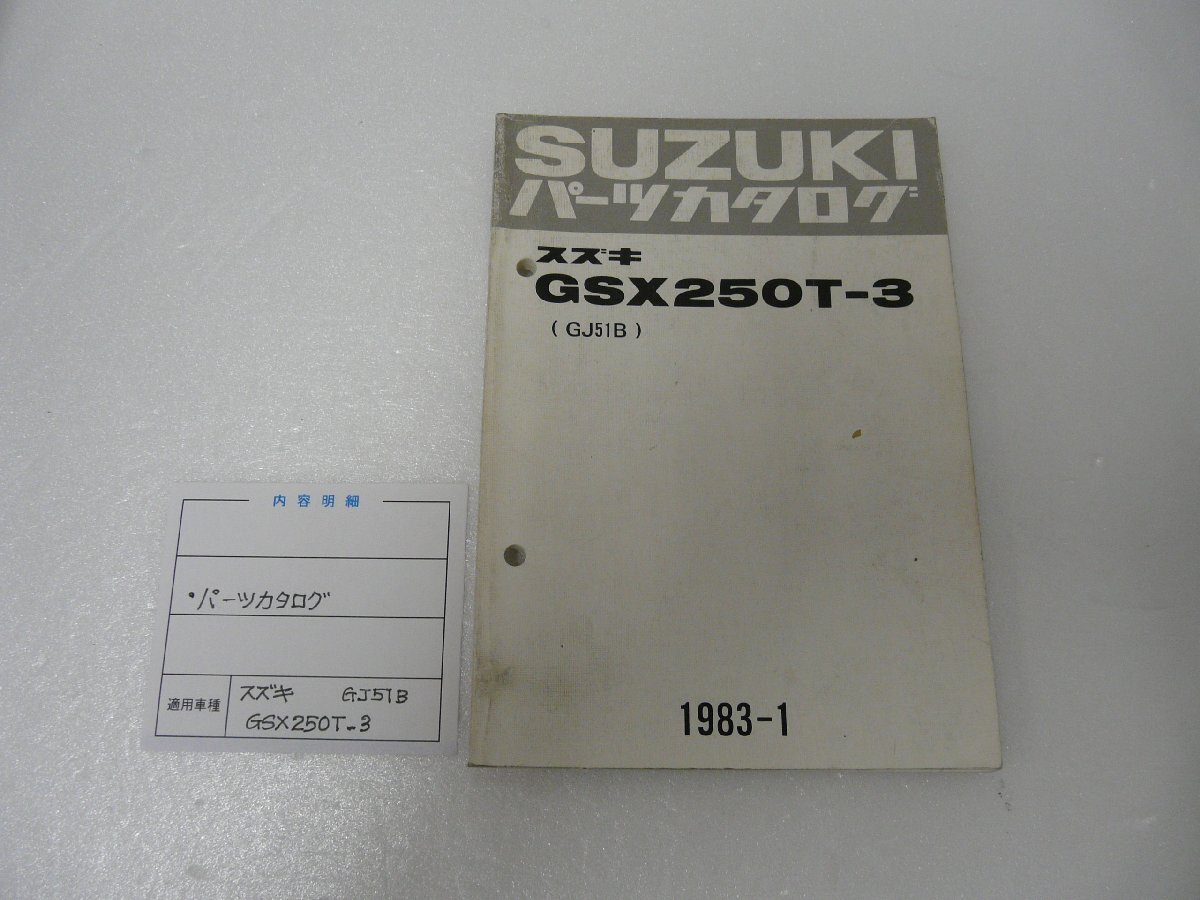 SUZUKI
パーツカタログ
スズキ
GSX250T-3
(GJ51B)
1983-1
内容明細
・パーツカタログ
適用車種
スズキ GJ51B
GSX250T-3